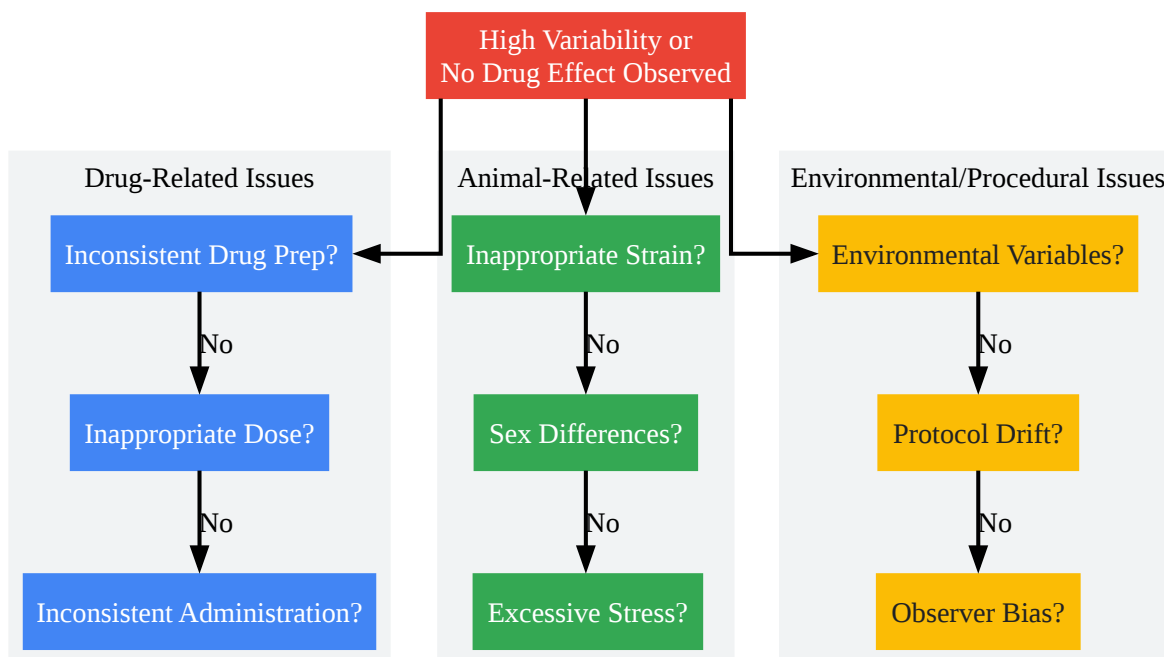 High Variability or
No Drug Effect Observed
Drug-Related Issues
Inconsistent Drug Prep?
No
Inappropriate Dose?
No
Inconsistent Administration?
Animal-Related Issues
Inappropriate Strain?
No
Sex Differences?
No
Excessive Stress?
Environmental/Procedural Issues
Environmental Variables?
No
Protocol Drift?
No
Observer Bias?